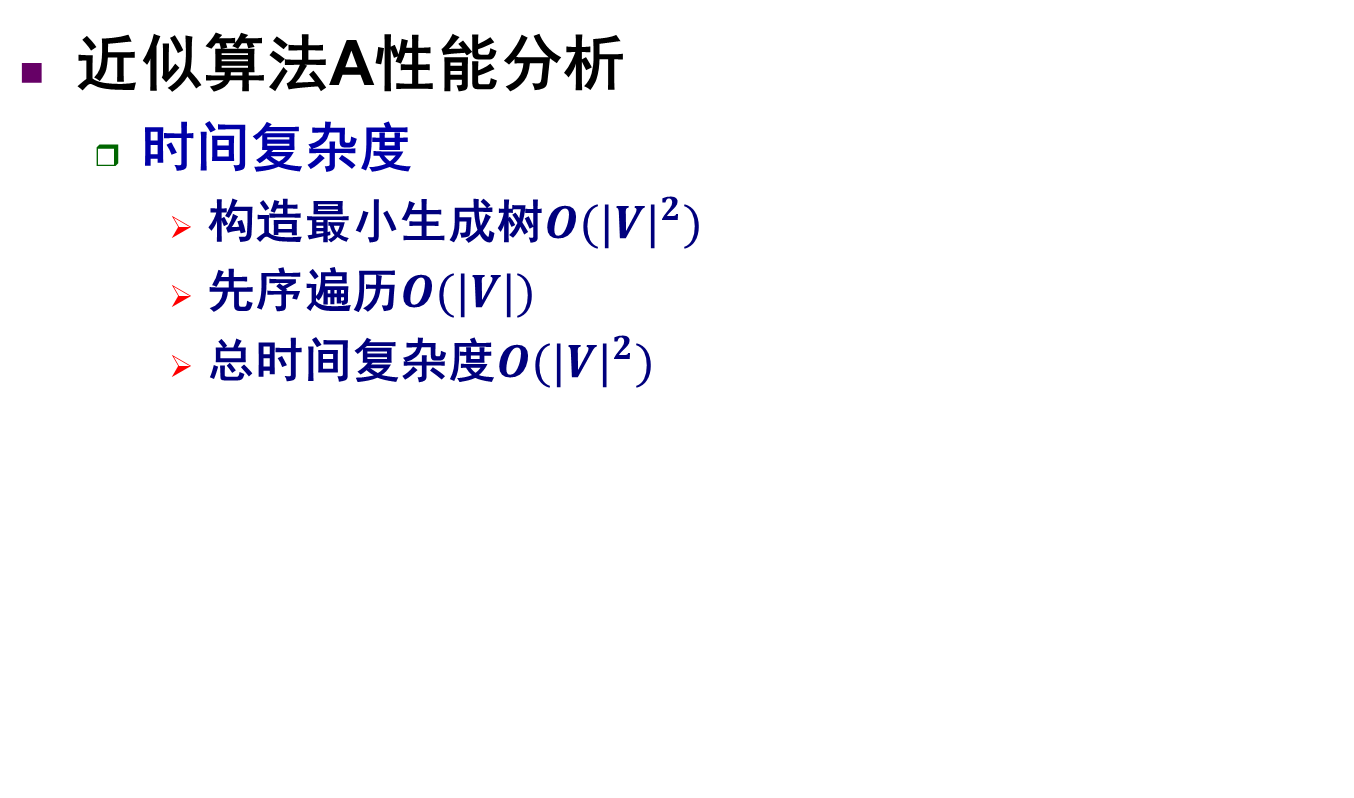 近似算法A性能分析
时间复杂度
构造最小生成树O(|V|²)
先序遍历O(|V|)
总时间复杂度O(|V|²)